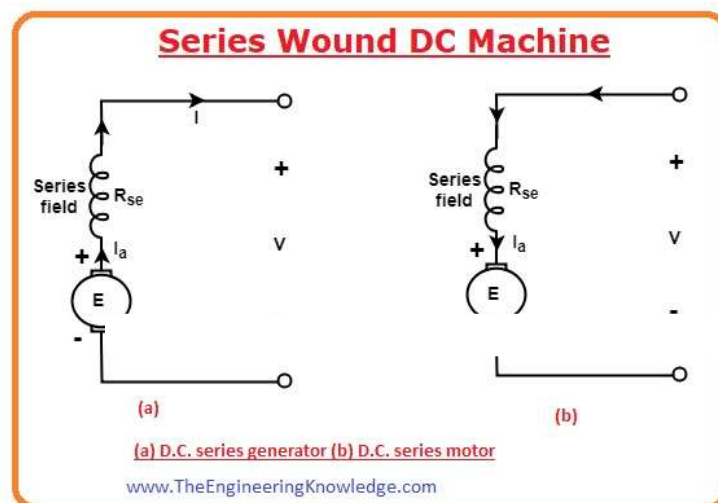 Series Wound DC Machine
I
Series
field
Rse
+
V
Ia
+
E
-
(a)
Series
field
Rse
+
V
Ia
+
E
-
(b)
(a) D.C. series generator (b) D.C. series motor
www.TheEngineeringKnowledge.com